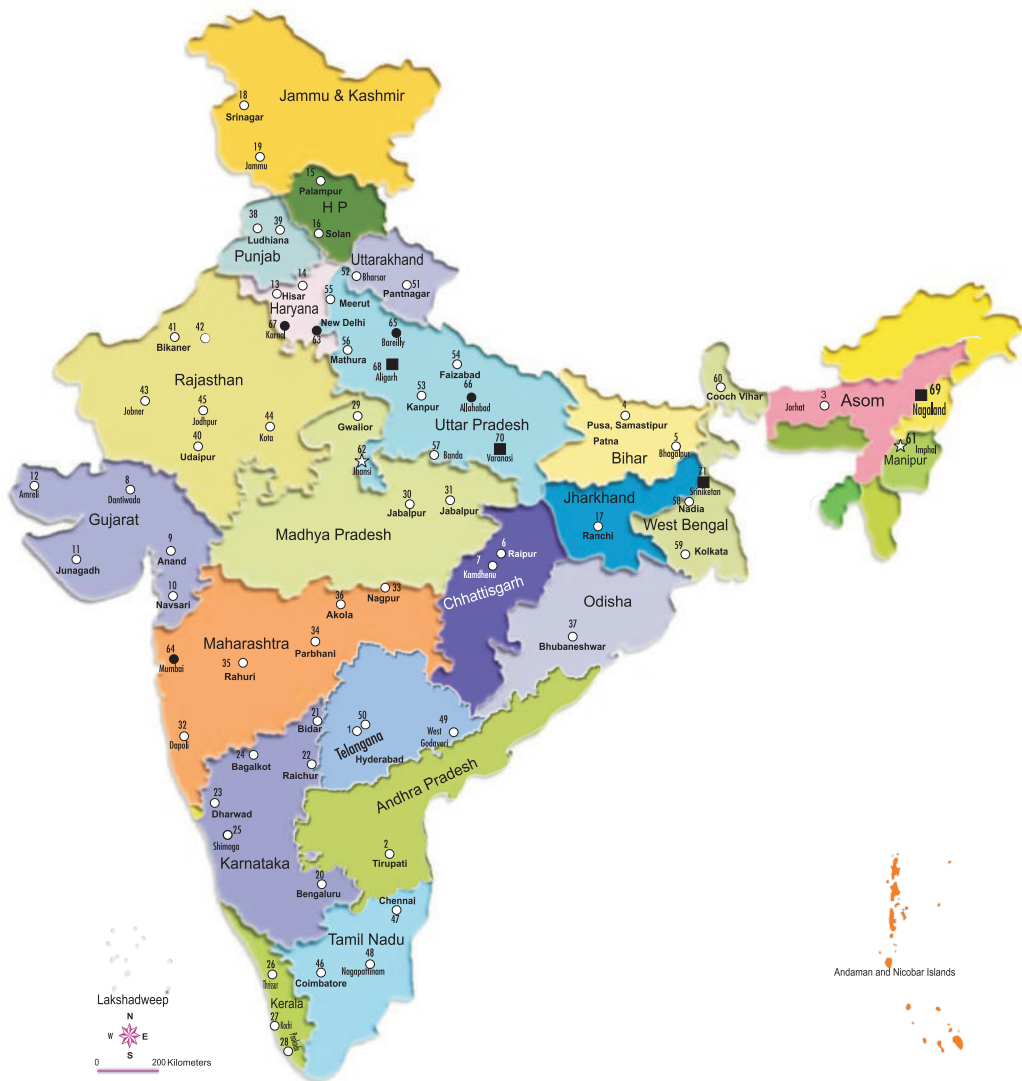 18
Srinagar
Jammu & Kashmir
19
Jammu
15
Palampur
H P
38
39
Ludhiana
Punjab
16
Solan
Uttarakhand
52
Bharsar
51
Pantnagar
14
13
Hisar
Haryana
55
Meerut
67
Karnal
New Delhi
63
65
Bareilly
56
Mathura
68
Aligarh
54
Faizabad
53
Kanpur
66
Allahabad
Uttar Pradesh
70
Varanasi
57
Banda
62
Jhansi
41
42
Bikaner
Rajasthan
43
Jobner
45
Jodhpur
44
Kota
40
Udaipur
29
Gwalior
4
Pusa, Samastipur
Patna
5
Bhagalpur
Bihar
60
Cooch Vihar
3
Jorhat
Asom
69
Nagaland
61
Imphal
Manipur
12
Amreli
8
Dantiwada
Gujarat
11
Junagadh
9
Anand
10
Navsari
30
Jabalpur
31
Jabalpur
Madhya Pradesh
Jharkhand
17
Ranchi
71
Sriniketan
58
Nadia
West Bengal
59
Kolkata
6
Raipur
7
Kamdhenu
Chhattisgarh
Odisha
37
Bhubaneshwar
33
Nagpur
36
Akola
Maharashtra
34
Parbhani
64
Mumbai
35
Rahuri
32
Dapoli
21
Bidar
50
1
Telangana
Hyderabad
49
West
Godavari
24
Bagalkot
22
Raichur
Andhra Pradesh
23
Dharwad
25
Shimoga
Karnataka
2
Tirupati
20
Bengaluru
Chennai
47
Tamil Nadu
46
Coimbatore
48
Nagapattinam
26
Thrissur
Kerala
27
Kochi
28
Lakshadweep
N
W
E
S
0
200 Kilometers
Andaman and Nicobar Islands